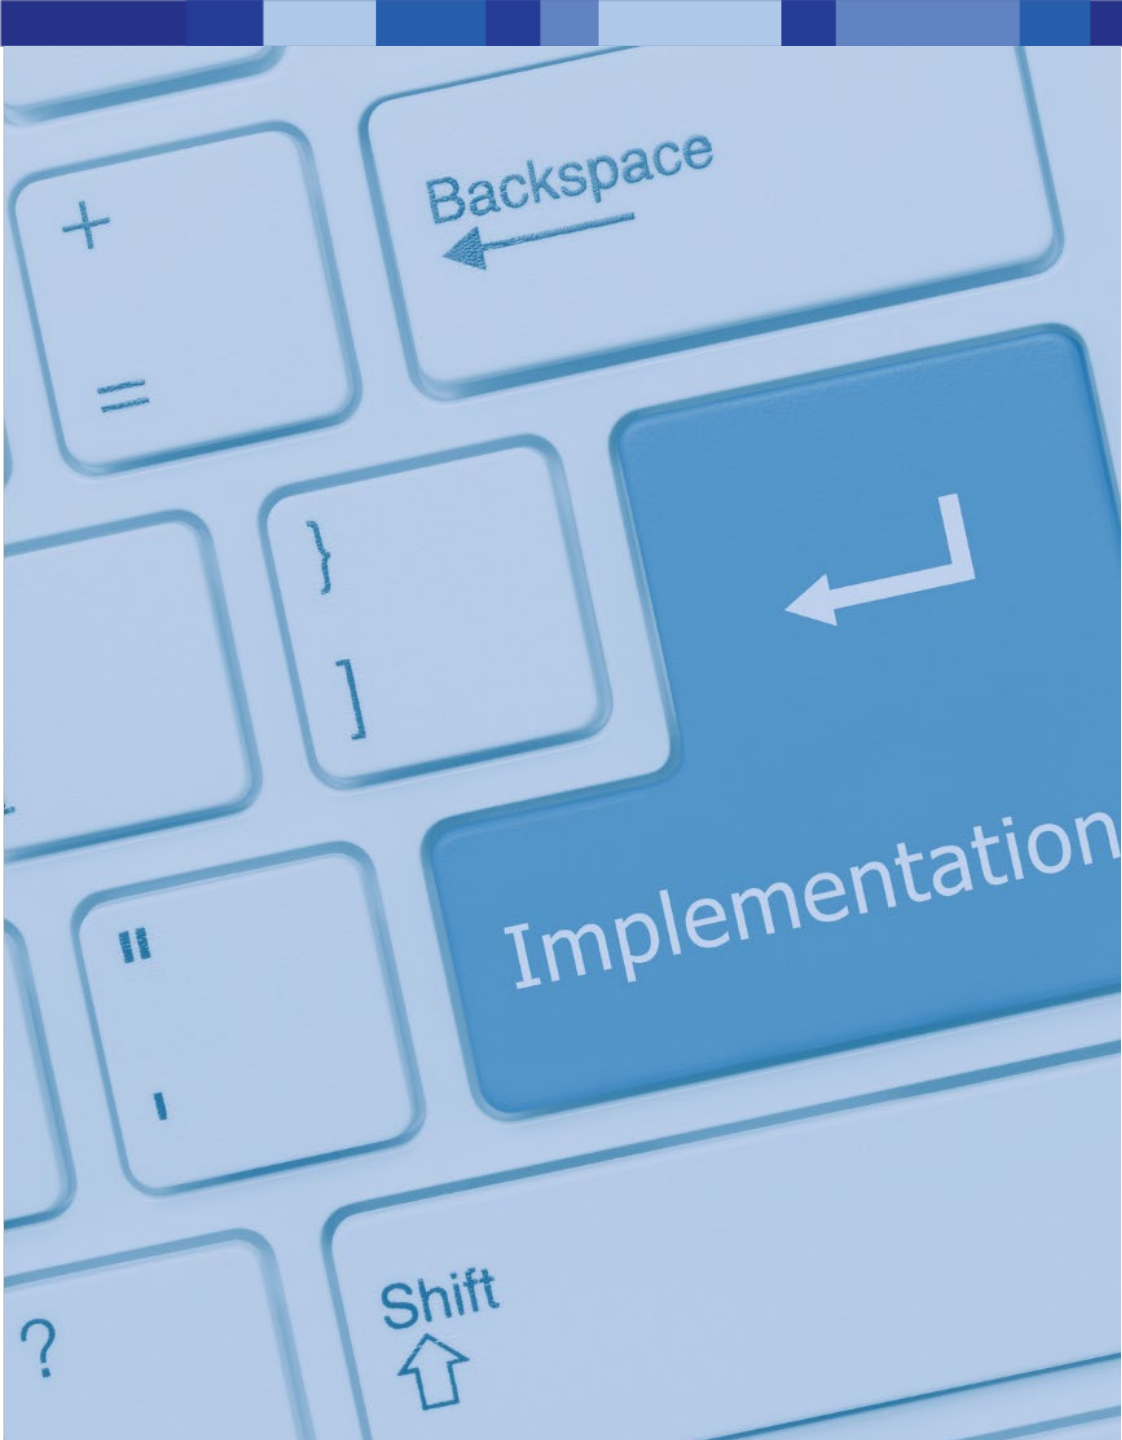 +
Backspace
=
}
]
Implementation
"
'
Shift
?